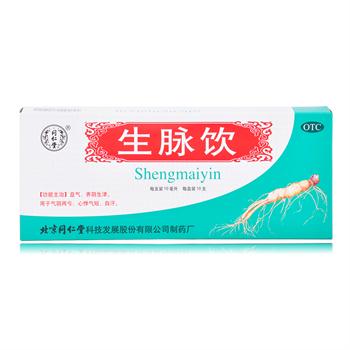 同仁堂
®
生脉饮
OTC
Shengmaiyin
每支装10毫升 每盒装10支
【功能主治】益气，养阴生津。
用于气阴两亏，心悸气短，自汗。
北京同仁堂科技发展股份有限公司制药厂